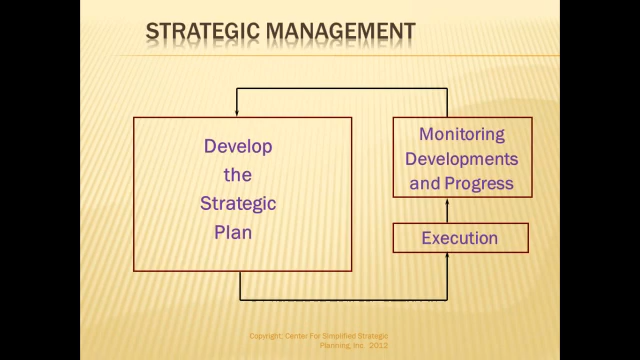 STRATEGIC MANAGEMENT
Develop
the
Strategic
Plan
Monitoring
Developments
and Progress
Execution
Copyright, Center For Simplified Strategic
Planning, Inc. 2012